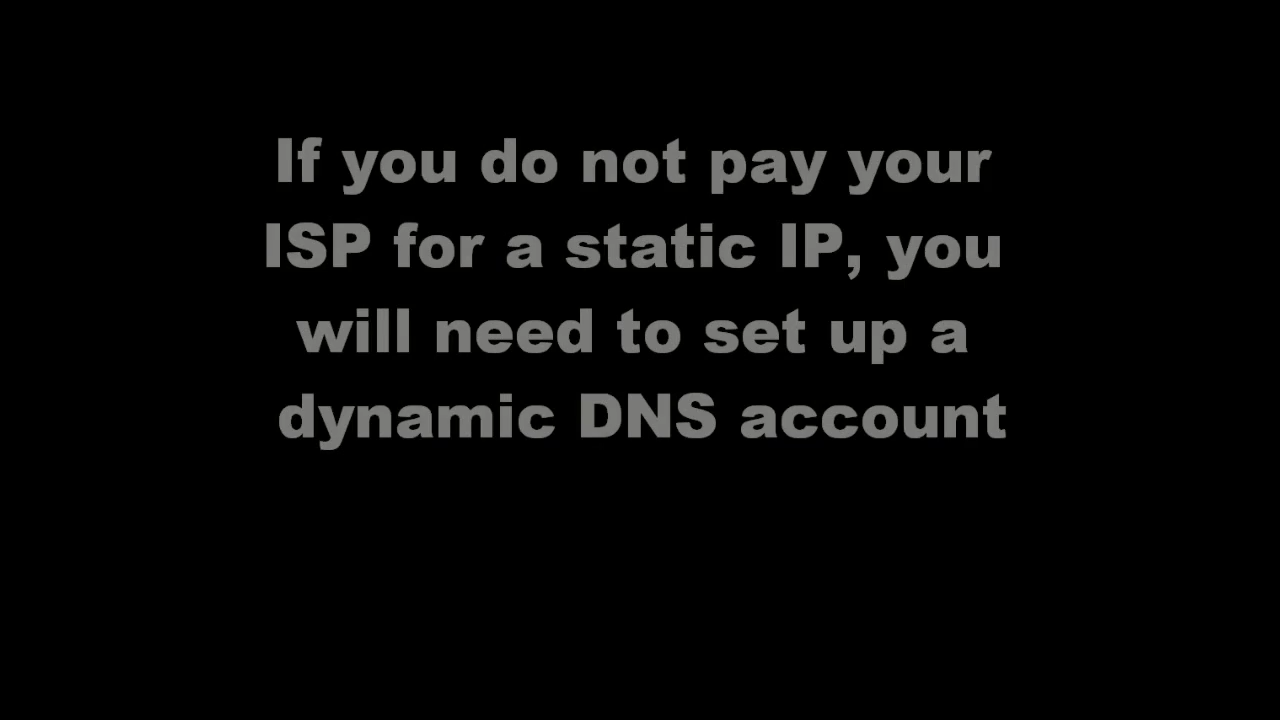 If you do not pay your
ISP for a static IP, you
will need to set up a
dynamic DNS account